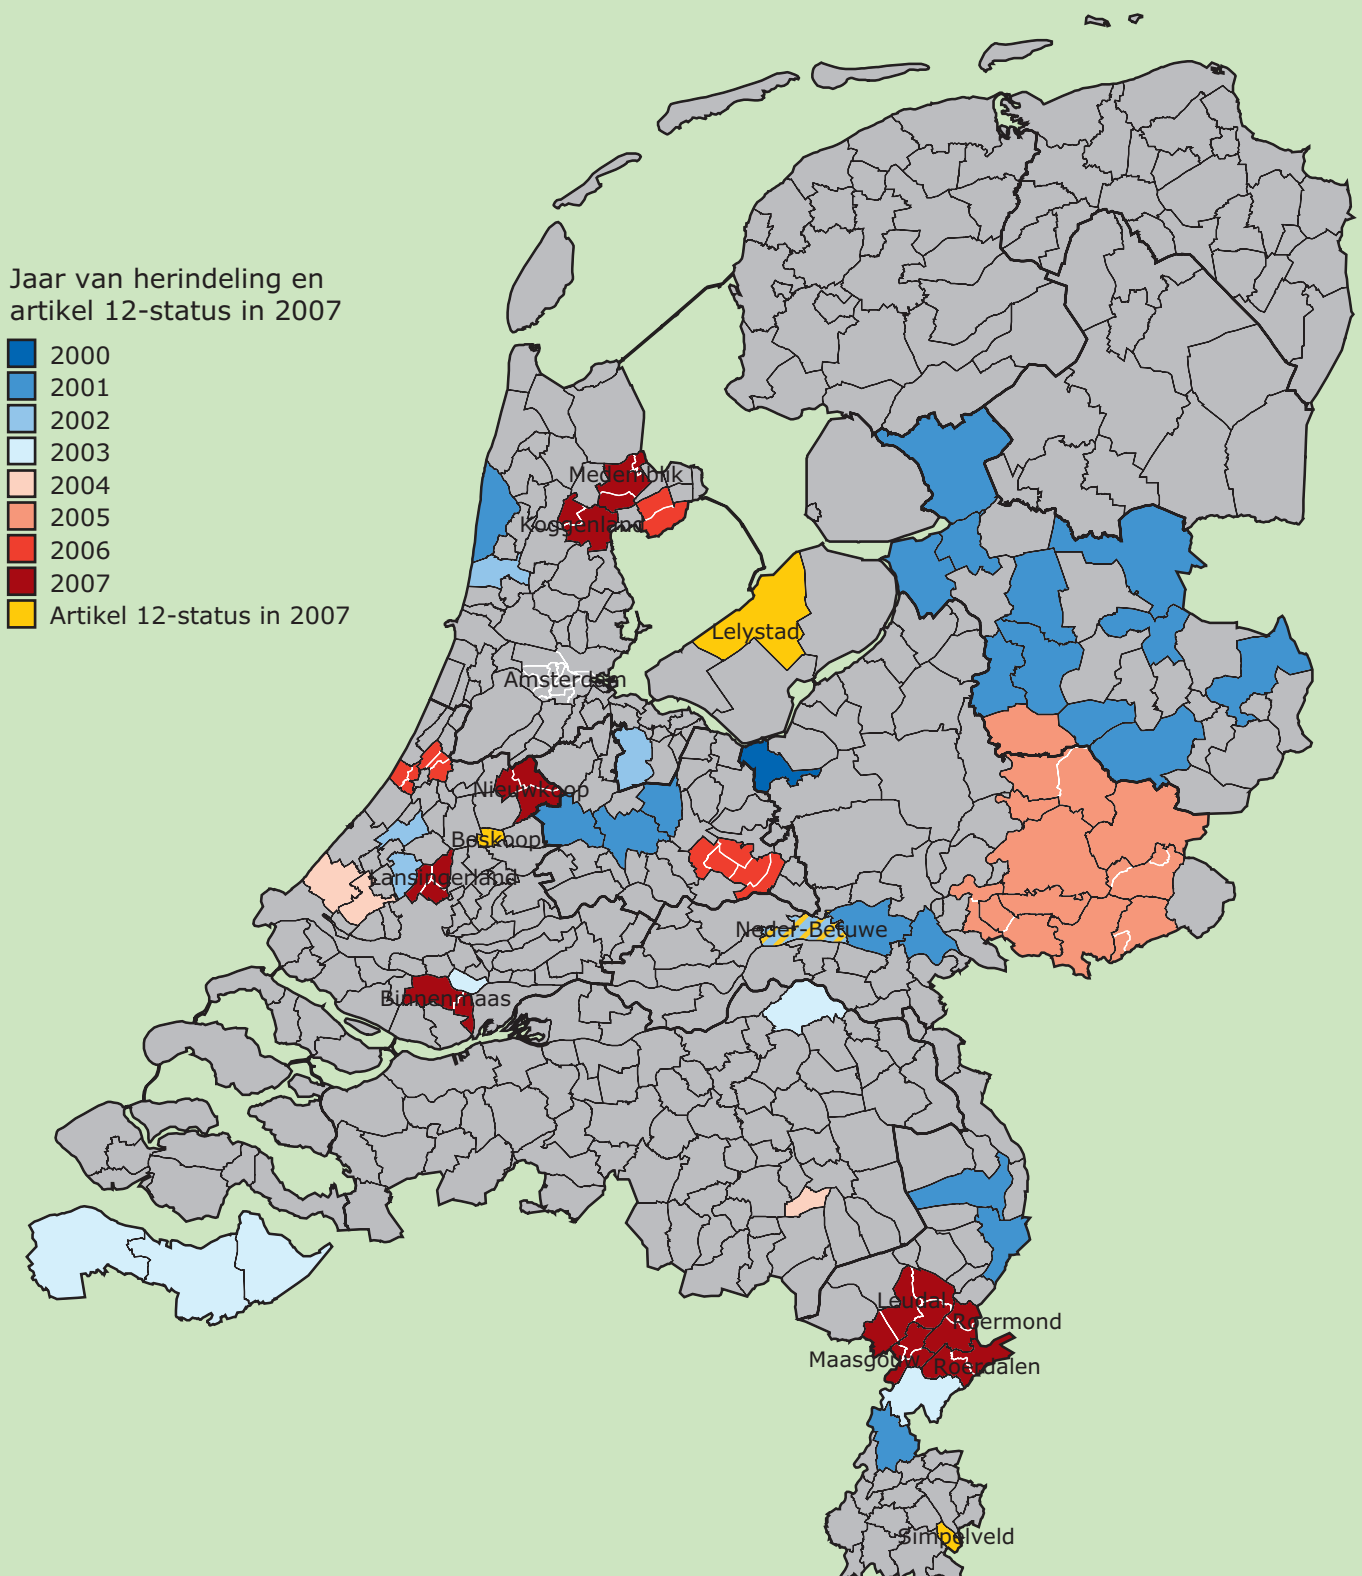 Jaar van herindeling en
artikel 12-status in 2007
2000
2001
2002
2003
2004
2005
2006
2007
Artikel 12-status in 2007
Medemblik
Koggenland
Lelystad
Amsterdam
Nieuwkoop
Boskoop
Lansingerland
Neder-Betuwe
Binnenmaas
Leudal
Roermond
Maasgouw
Roerdalen
Simpelveld